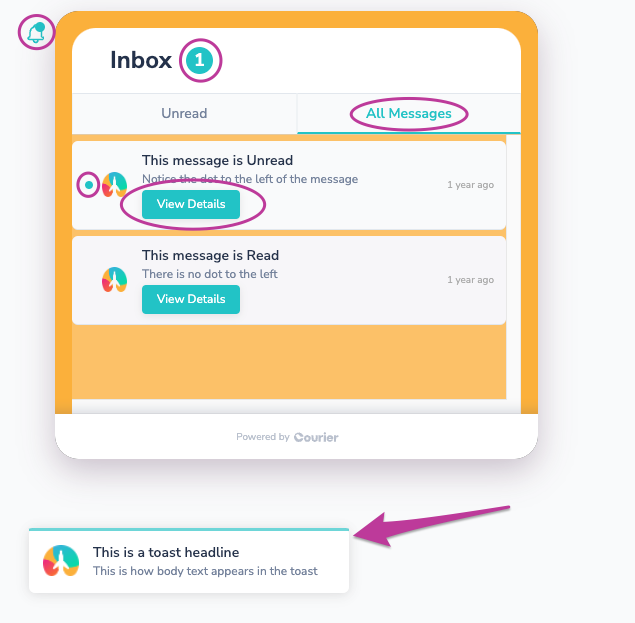 Inbox 1
Unread
All Messages
This message is Unread
Notice the dot to the left of the message
View Details
1 year ago
This message is Read
There is no dot to the left
View Details
1 year ago
Powered by Courier
This is a toast headline
This is how body text appears in the toast